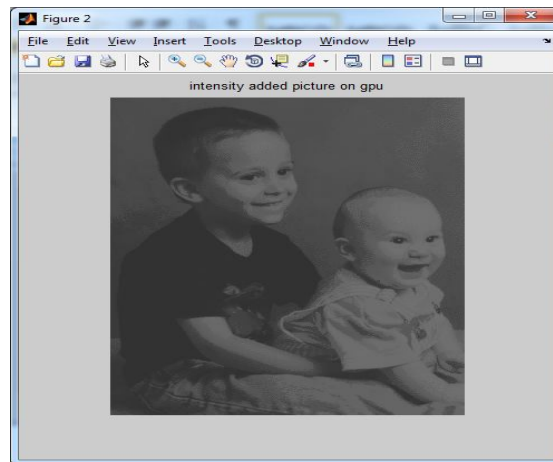 Figure 2
File Edit View Insert Tools Desktop Window Help
intensity added picture on gpu